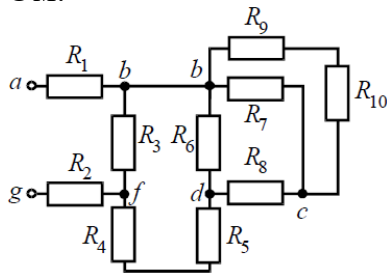 R₉
R₁
a b b
R₁₀
R₇
R₃ R₆
R₂ R₈
g f d c
R₄ R₅